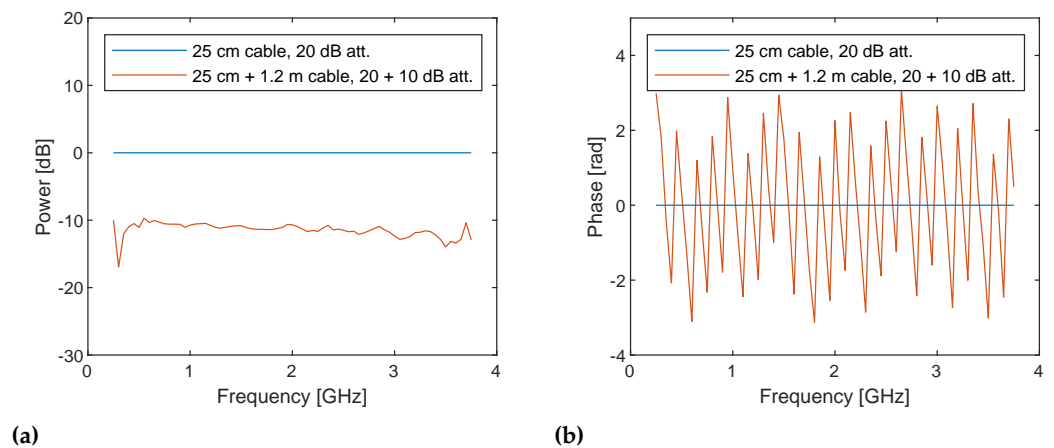 20
10
0
-10
-20
-30
0
1
2
3
4
Power [dB]
Frequency [GHz]
25 cm cable, 20 dB att.
25 cm + 1.2 m cable, 20 + 10 dB att.
(a)
4
2
0
-2
-4
0
1
2
3
4
Phase [rad]
Frequency [GHz]
25 cm cable, 20 dB att.
25 cm + 1.2 m cable, 20 + 10 dB att.
(b)